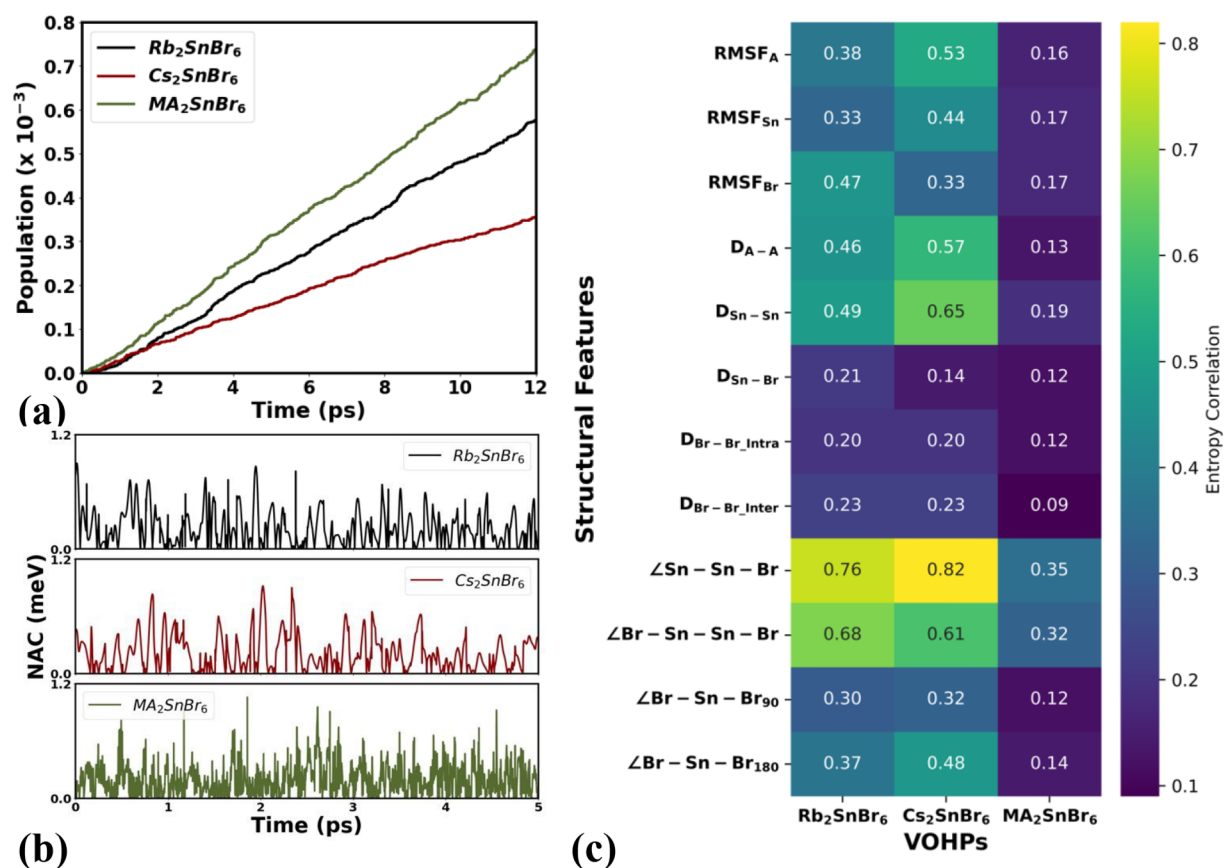 0.8
0.7
0.6
0.5
0.4
0.3
0.2
0.1
0.0
Population (x 10⁻³)
Rb₂SnBr₆
Cs₂SnBr₆
MA₂SnBr₆
0 2 4 6 8 10 12
Time (ps)
(a)
1.2
Rb₂SnBr₆
0.0
1.2
Cs₂SnBr₆
0.0
1.2
MA₂SnBr₆
0.0
NAC (meV)
0 1 2 3 4 5
Time (ps)
(b)
Structural Features
RMSF_A 0.38 0.53 0.16
RMSF_Sn 0.33 0.44 0.17
RMSF_Br 0.47 0.33 0.17
D_A−A 0.46 0.57 0.13
D_Sn−Sn 0.49 0.65 0.19
D_Sn−Br 0.21 0.14 0.12
D_Br−Br_Intra 0.20 0.20 0.12
D_Br−Br_Inter 0.23 0.23 0.09
∠Sn − Sn − Br 0.76 0.82 0.35
∠Br − Sn − Sn − Br 0.68 0.61 0.32
∠Br − Sn − Br₉₀ 0.30 0.32 0.12
∠Br − Sn − Br₁₈₀ 0.37 0.48 0.14
Rb₂SnBr₆ Cs₂SnBr₆ MA₂SnBr₆
VOHPs
(c)
0.8
0.7
0.6
0.5
0.4
0.3
0.2
0.1
Entropy Correlation